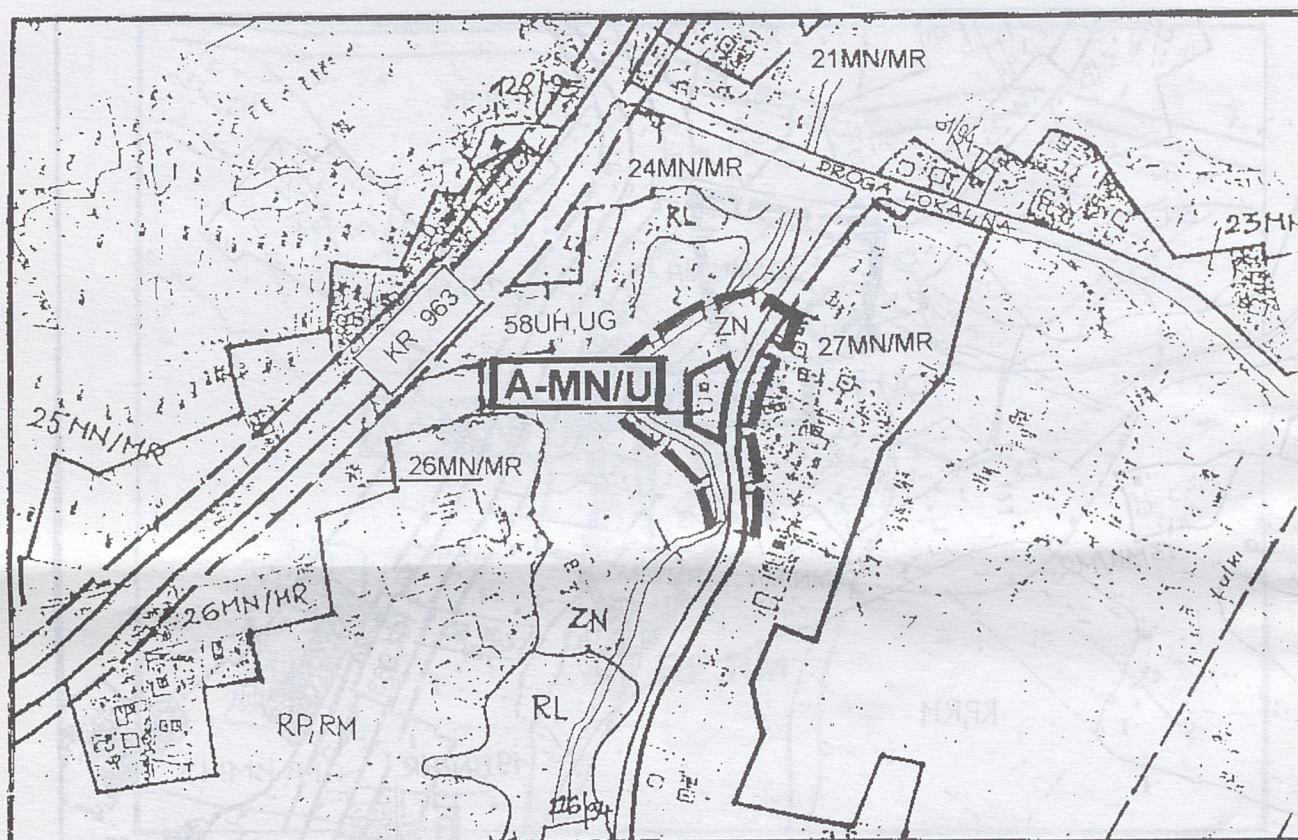 21MN/MR
24MN/MR
DROGA LOKALNA
RL
23MN
KR 963
58UH,UG
ZN
27MN/MR
A-MN/U
25MN/MR
26MN/MR
26MN/MR
ZN
RL
RP,RM